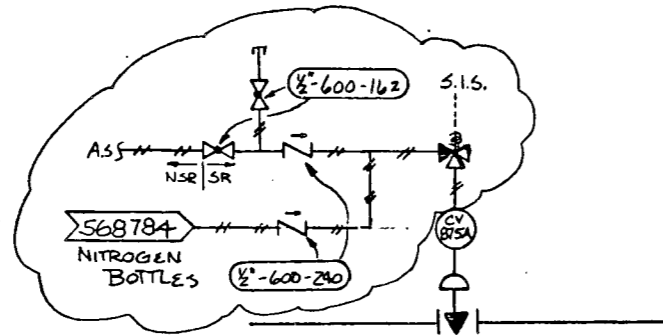 ½"-600-162
S.I.S.
A.S.
NSR SR
568784
NITROGEN
BOTTLES
½"-600-240
CV
875A